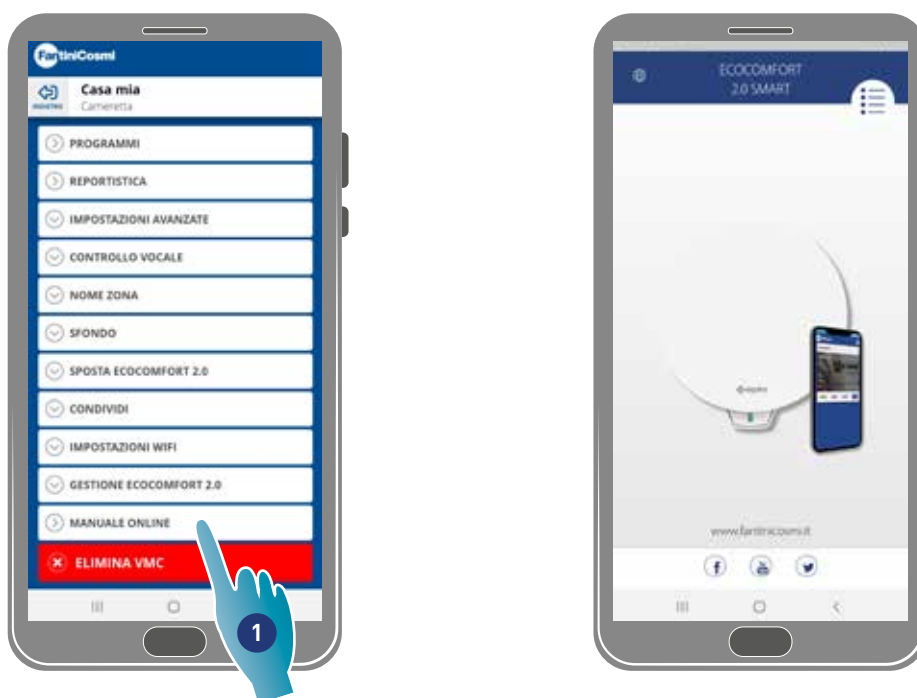 FantiniCosmi
INDIETRO
Casa mia
Cameretta
PROGRAMMI
REPORTISTICA
IMPOSTAZIONI AVANZATE
CONTROLLO VOCALE
NOME ZONA
SFONDO
SPOSTA ECOCOMFORT 2.0
CONDIVIDI
IMPOSTAZIONI WIFI
GESTIONE ECOCOMFORT 2.0
MANUALE ONLINE
ELIMINA VMC
1
ECOCOMFORT
2.0 SMART
www.fantinicosmi.it